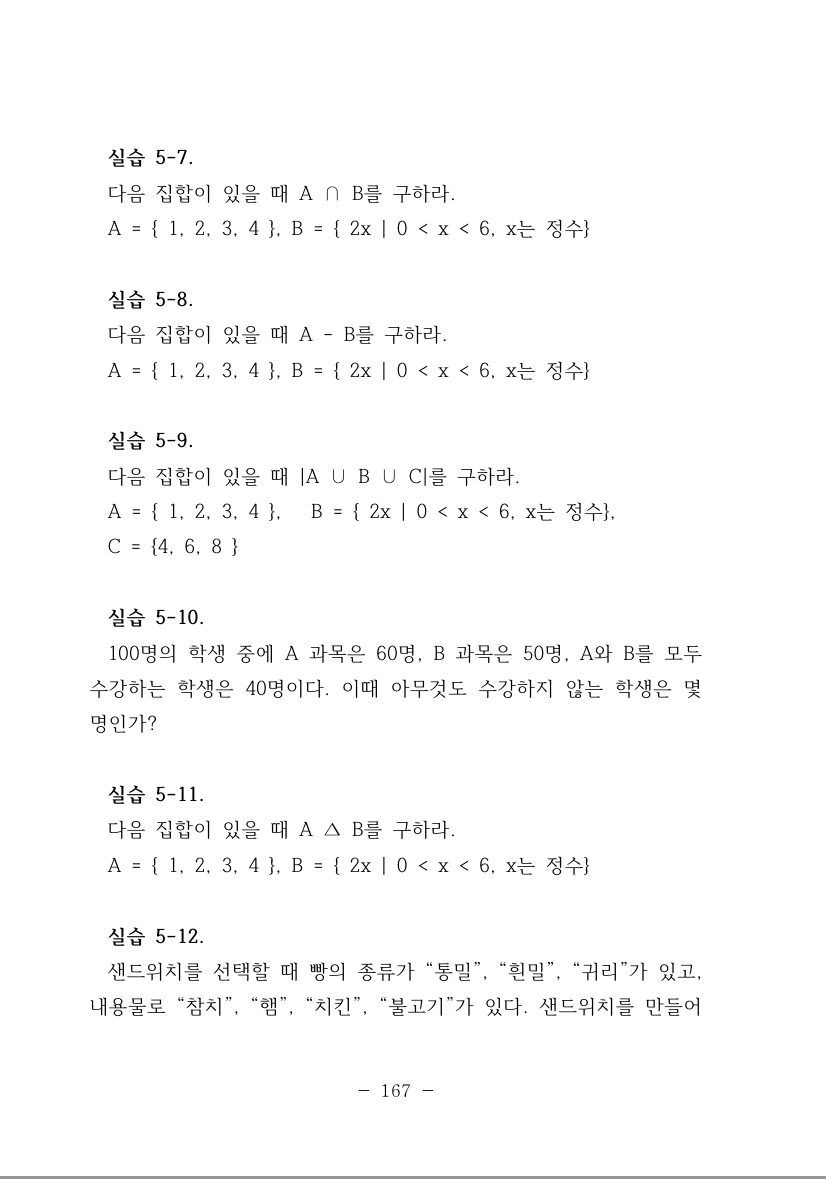 실습 5-7.
다음 집합이 있을 때 A ∩ B를 구하라.
A = { 1, 2, 3, 4 }, B = { 2x | 0 < x < 6, x는 정수}
실습 5-8.
다음 집합이 있을 때 A - B를 구하라.
A = { 1, 2, 3, 4 }, B = { 2x | 0 < x < 6, x는 정수}
실습 5-9.
다음 집합이 있을 때 |A ∪ B ∪ C|를 구하라.
A = { 1, 2, 3, 4 }, B = { 2x | 0 < x < 6, x는 정수},
C = {4, 6, 8 }
실습 5-10.
100명의 학생 중에 A 과목은 60명, B 과목은 50명, A와 B를 모두
수강하는 학생은 40명이다. 이때 아무것도 수강하지 않는 학생은 몇
명인가?
실습 5-11.
다음 집합이 있을 때 A △ B를 구하라.
A = { 1, 2, 3, 4 }, B = { 2x | 0 < x < 6, x는 정수}
실습 5-12.
샌드위치를 선택할 때 빵의 종류가 “통밀”, “흰밀”, “귀리”가 있고,
내용물로 “참치”, “햄”, “치킨”, “불고기”가 있다. 샌드위치를 만들어
- 167 -